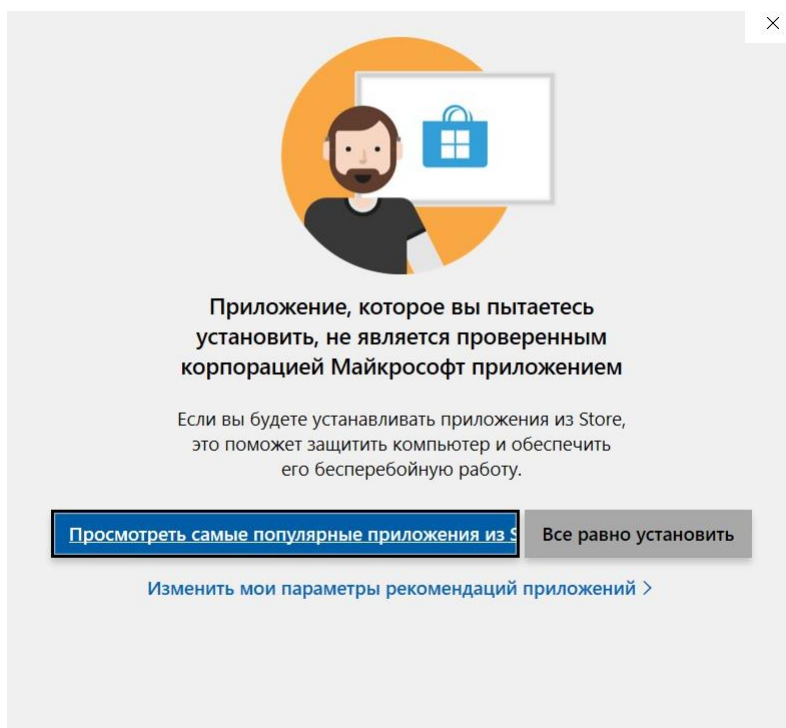 Приложение, которое вы пытаетесь
установить, не является проверенным
корпорацией Майкрософт приложением
Если вы будете устанавливать приложения из Store,
это поможет защитить компьютер и обеспечить
его бесперебойную работу.
Просмотреть самые популярные приложения из S
Все равно установить
Изменить мои параметры рекомендаций приложений >